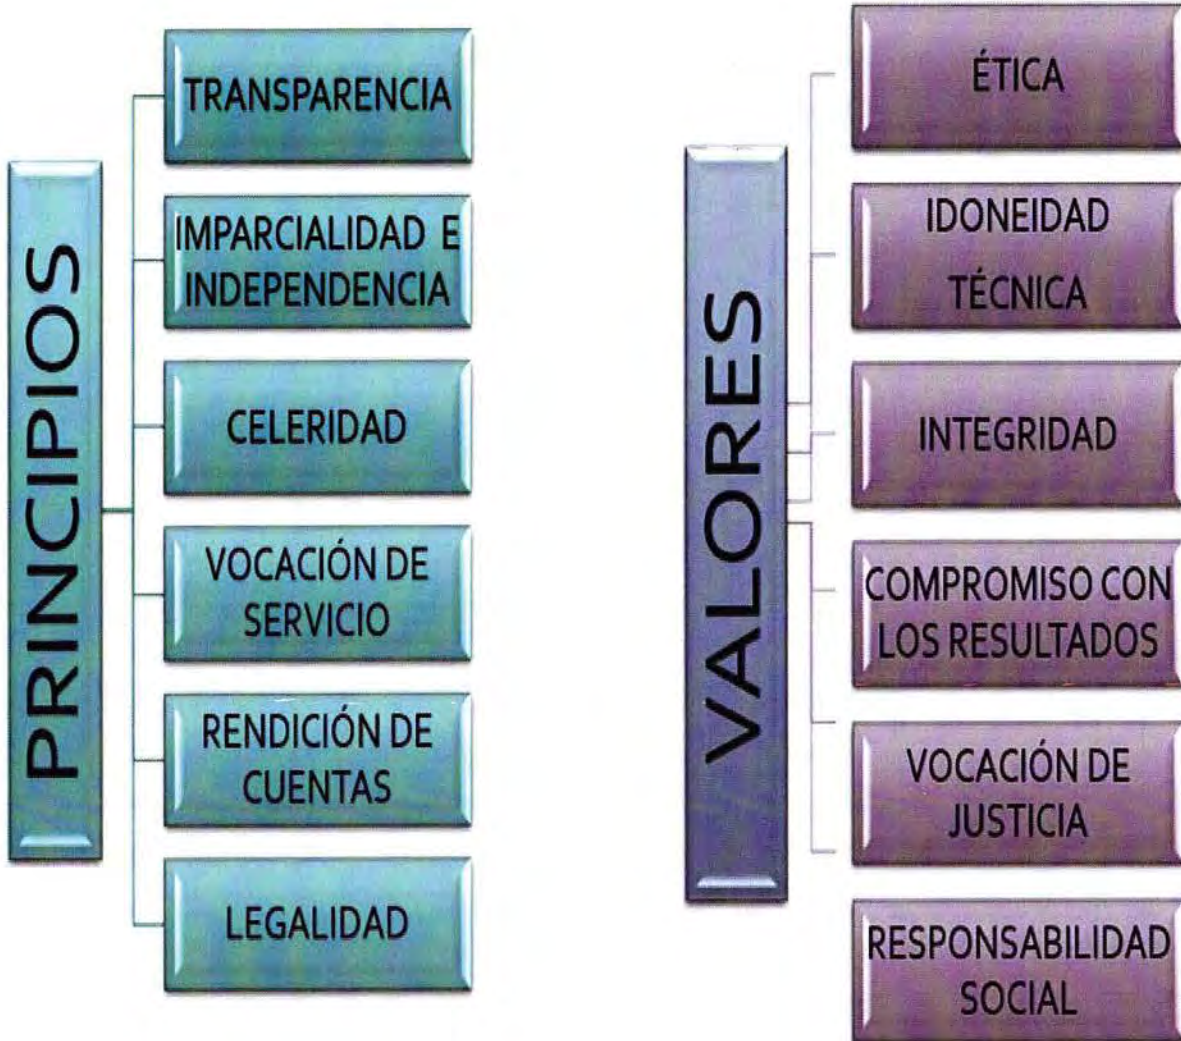 PRINCIPIOS
TRANSPARENCIA
IMPARCIALIDAD E
INDEPENDENCIA
CELERIDAD
VOCACIÓN DE
SERVICIO
RENDICIÓN DE
CUENTAS
LEGALIDAD
VALORES
ÉTICA
IDONEIDAD
TÉCNICA
INTEGRIDAD
COMPROMISO CON
LOS RESULTADOS
VOCACIÓN DE
JUSTICIA
RESPONSABILIDAD
SOCIAL